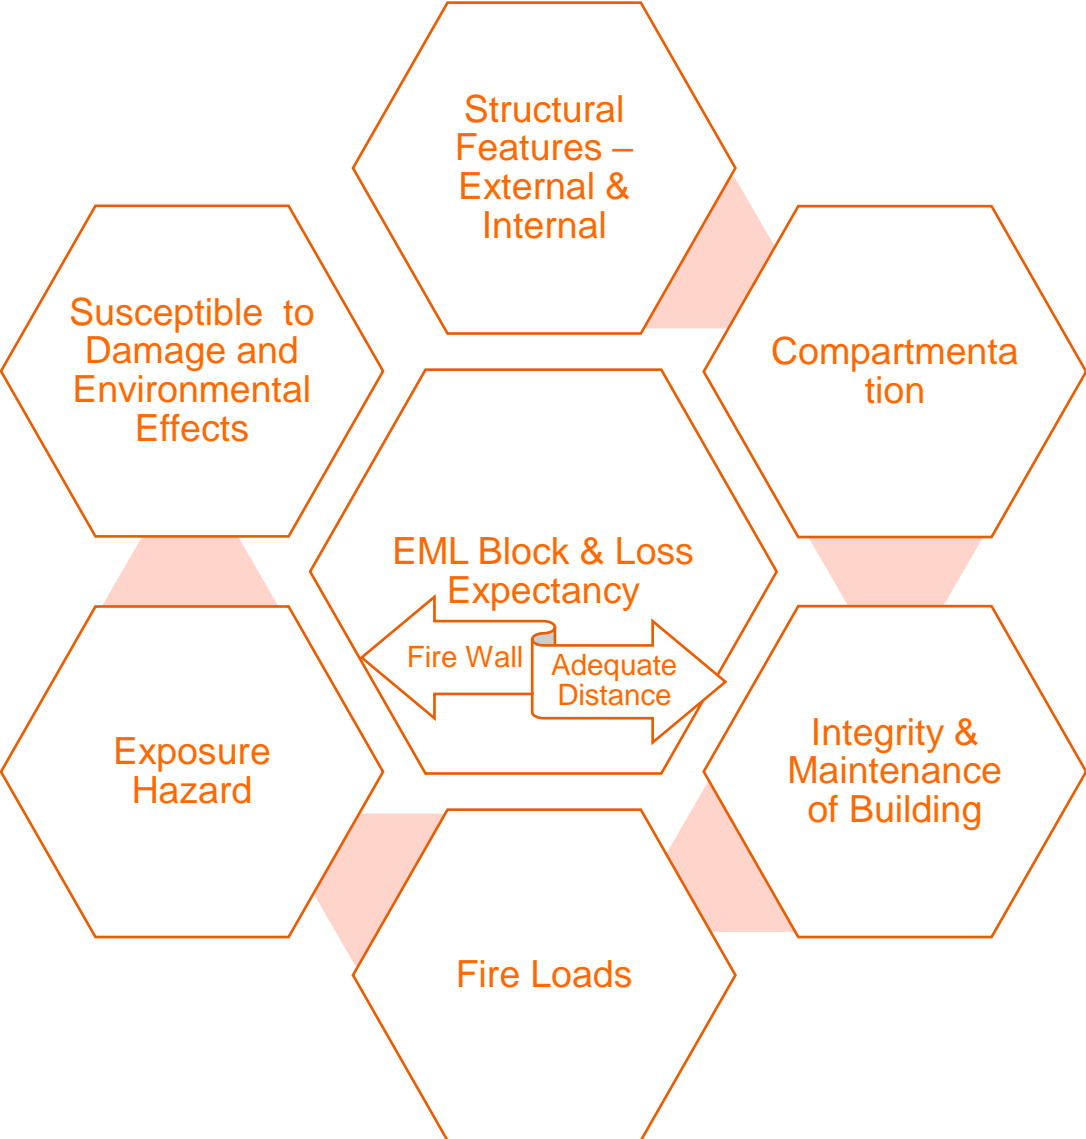 Structural
Features –
External &
Internal
Susceptible  to
Damage and
Environmental
Effects
Compartmenta
tion
EML Block & Loss
Expectancy
Fire Wall
Adequate
Distance
Exposure
Hazard
Integrity &
Maintenance
of Building
Fire Loads